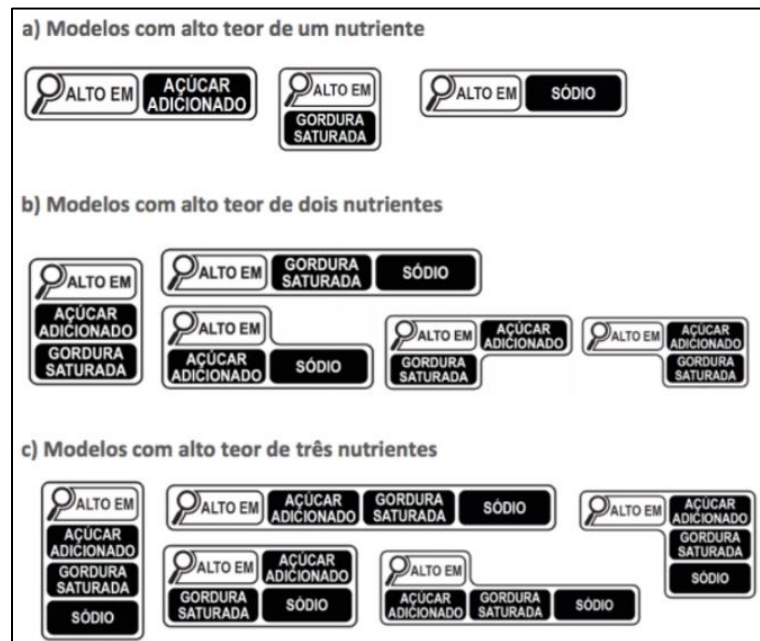 a) Modelos com alto teor de um nutriente
ALTO EM AÇÚCAR
ADICIONADO
ALTO EM
GORDURA
SATURADA
ALTO EM SÓDIO
b) Modelos com alto teor de dois nutrientes
ALTO EM
AÇÚCAR
ADICIONADO
GORDURA
SATURADA
ALTO EM GORDURA
SATURADA SÓDIO
ALTO EM
AÇÚCAR
ADICIONADO SÓDIO
ALTO EM AÇÚCAR
ADICIONADO
GORDURA
SATURADA
ALTO EM AÇÚCAR
ADICIONADO
GORDURA
SATURADA
c) Modelos com alto teor de três nutrientes
ALTO EM
AÇÚCAR
ADICIONADO
GORDURA
SATURADA
SÓDIO
ALTO EM AÇÚCAR
ADICIONADO GORDURA
SATURADA SÓDIO
ALTO EM AÇÚCAR
ADICIONADO
GORDURA
SATURADA SÓDIO
ALTO EM
AÇÚCAR
ADICIONADO GORDURA
SATURADA SÓDIO
ALTO EM AÇÚCAR
ADICIONADO
GORDURA
SATURADA
SÓDIO